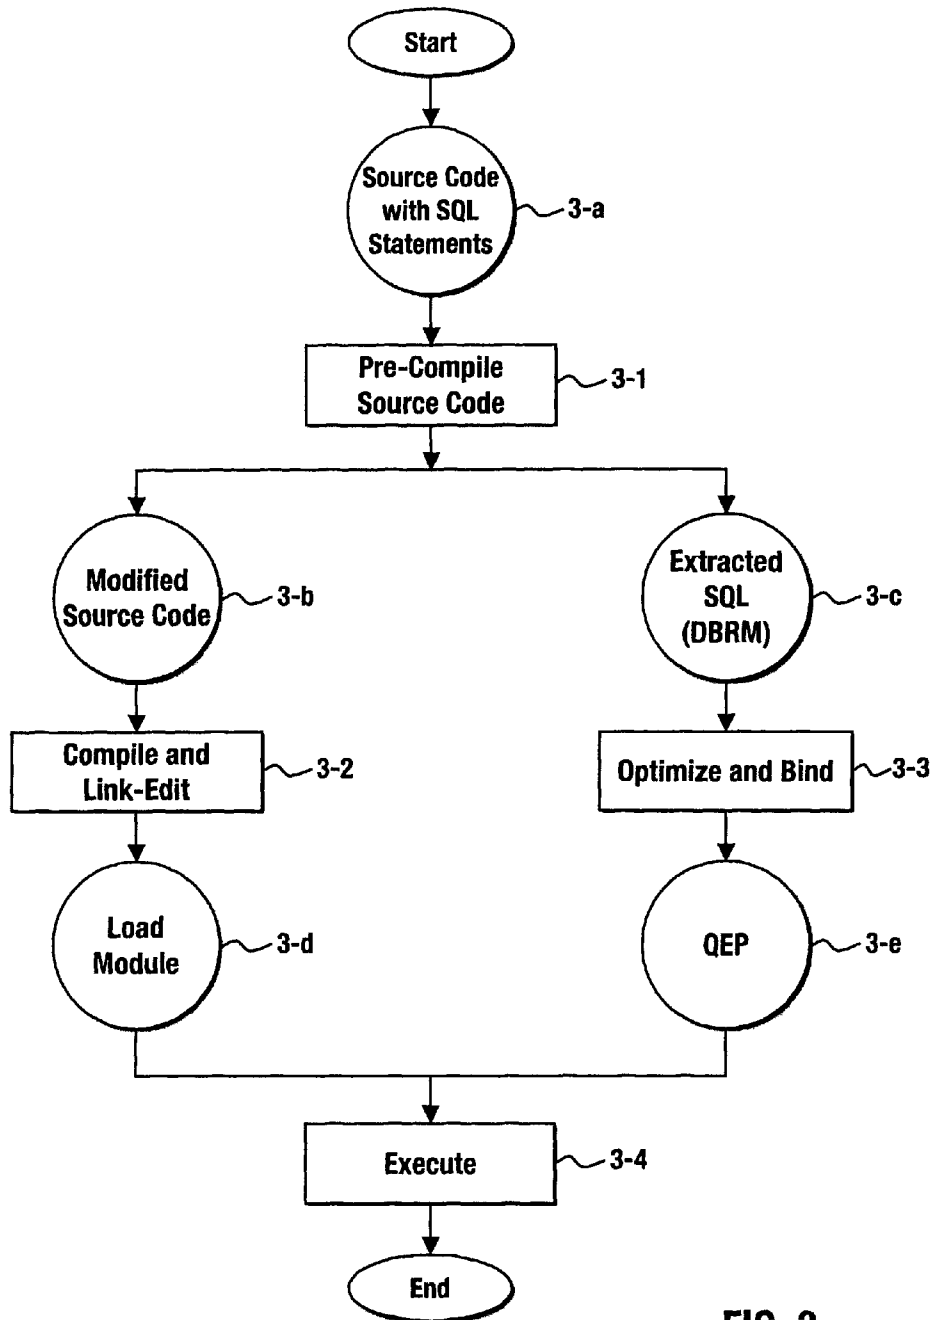 Start
Source Code
with SQL
Statements
3-a
Pre-Compile
Source Code
3-1
Modified
Source Code
3-b
Extracted
SQL
(DBRM)
3-c
Compile and
Link-Edit
3-2
Optimize and Bind
3-3
Load
Module
3-d
QEP
3-e
Execute
3-4
End
FIG.